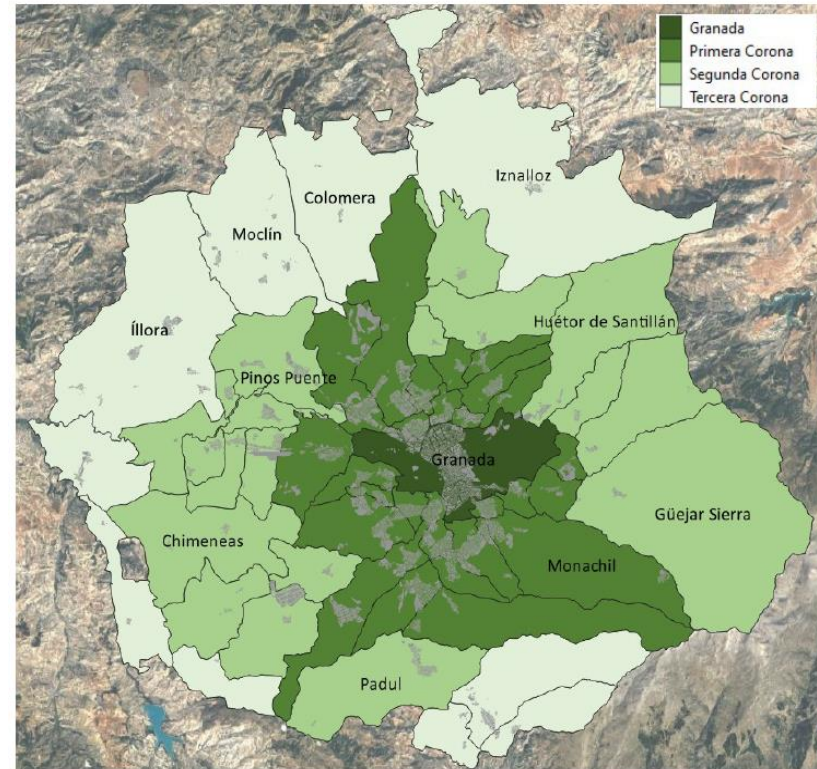 Granada
Primera Corona
Segunda Corona
Tercera Corona
Iznalloz
Colomera
Moclín
Íllora
Huétor de Santillán
Pinos Puente
Granada
Güejar Sierra
Chimeneas
Monachil
Padul